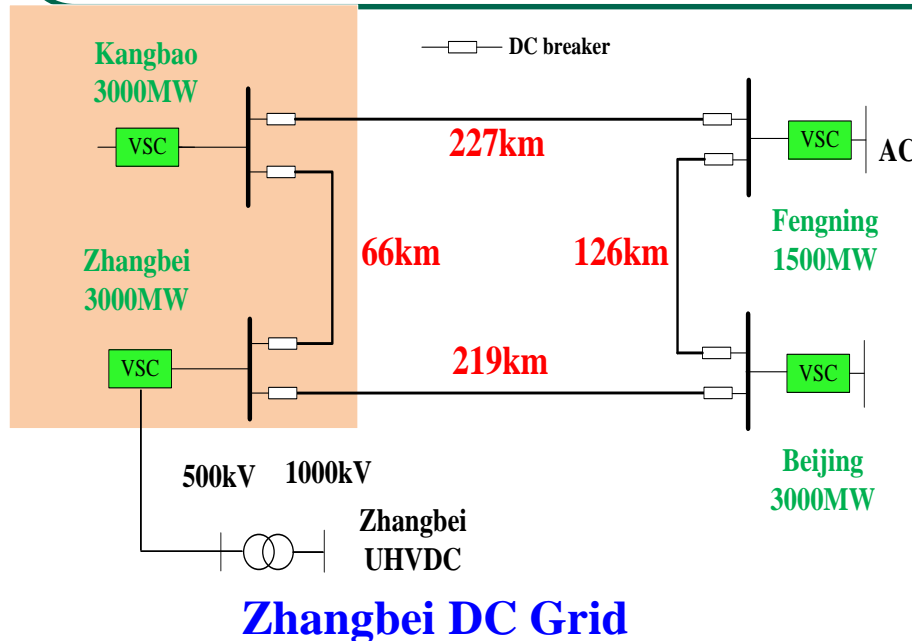 DC breaker
Kangbao
3000MW
VSC
227km
VSC
AC
Fengning
1500MW
66km
126km
Zhangbei
3000MW
VSC
219km
VSC
Beijing
3000MW
500kV
1000kV
Zhangbei
UHVDC
Zhangbei DC Grid